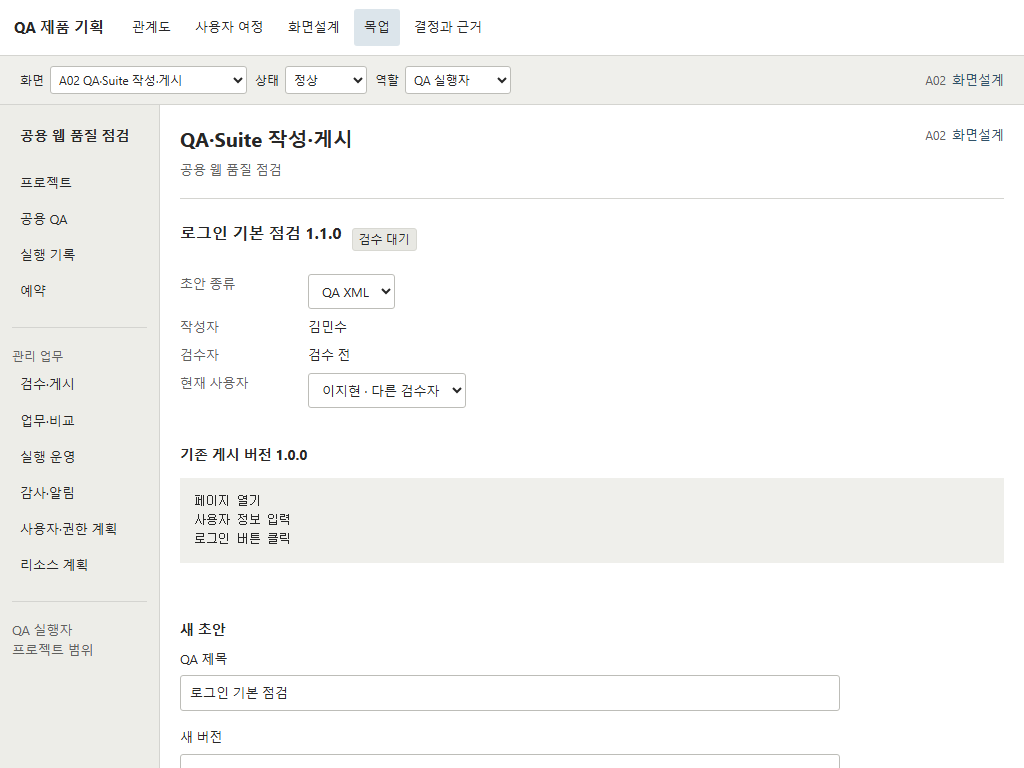 QA 제품 기획 관계도 사용자 여정 화면설계 목업 결정과 근거
화면 A02 QA·Suite 작성·게시 상태 정상 역할 QA 실행자 A02 화면설계
공용 웹 품질 점검
프로젝트
공용 QA
실행 기록
예약
관리 업무
검수·게시
업무·비교
실행 운영
감사·알림
사용자·권한 계획
리소스 계획
QA 실행자
프로젝트 범위
QA·Suite 작성·게시 A02 화면설계
공용 웹 품질 점검
로그인 기본 점검 1.1.0 검수 대기
초안 종류 QA XML
작성자 김민수
검수자 검수 전
현재 사용자 이지현 · 다른 검수자
기존 게시 버전 1.0.0
페이지 열기
사용자 정보 입력
로그인 버튼 클릭
새 초안
QA 제목
로그인 기본 점검
새 버전